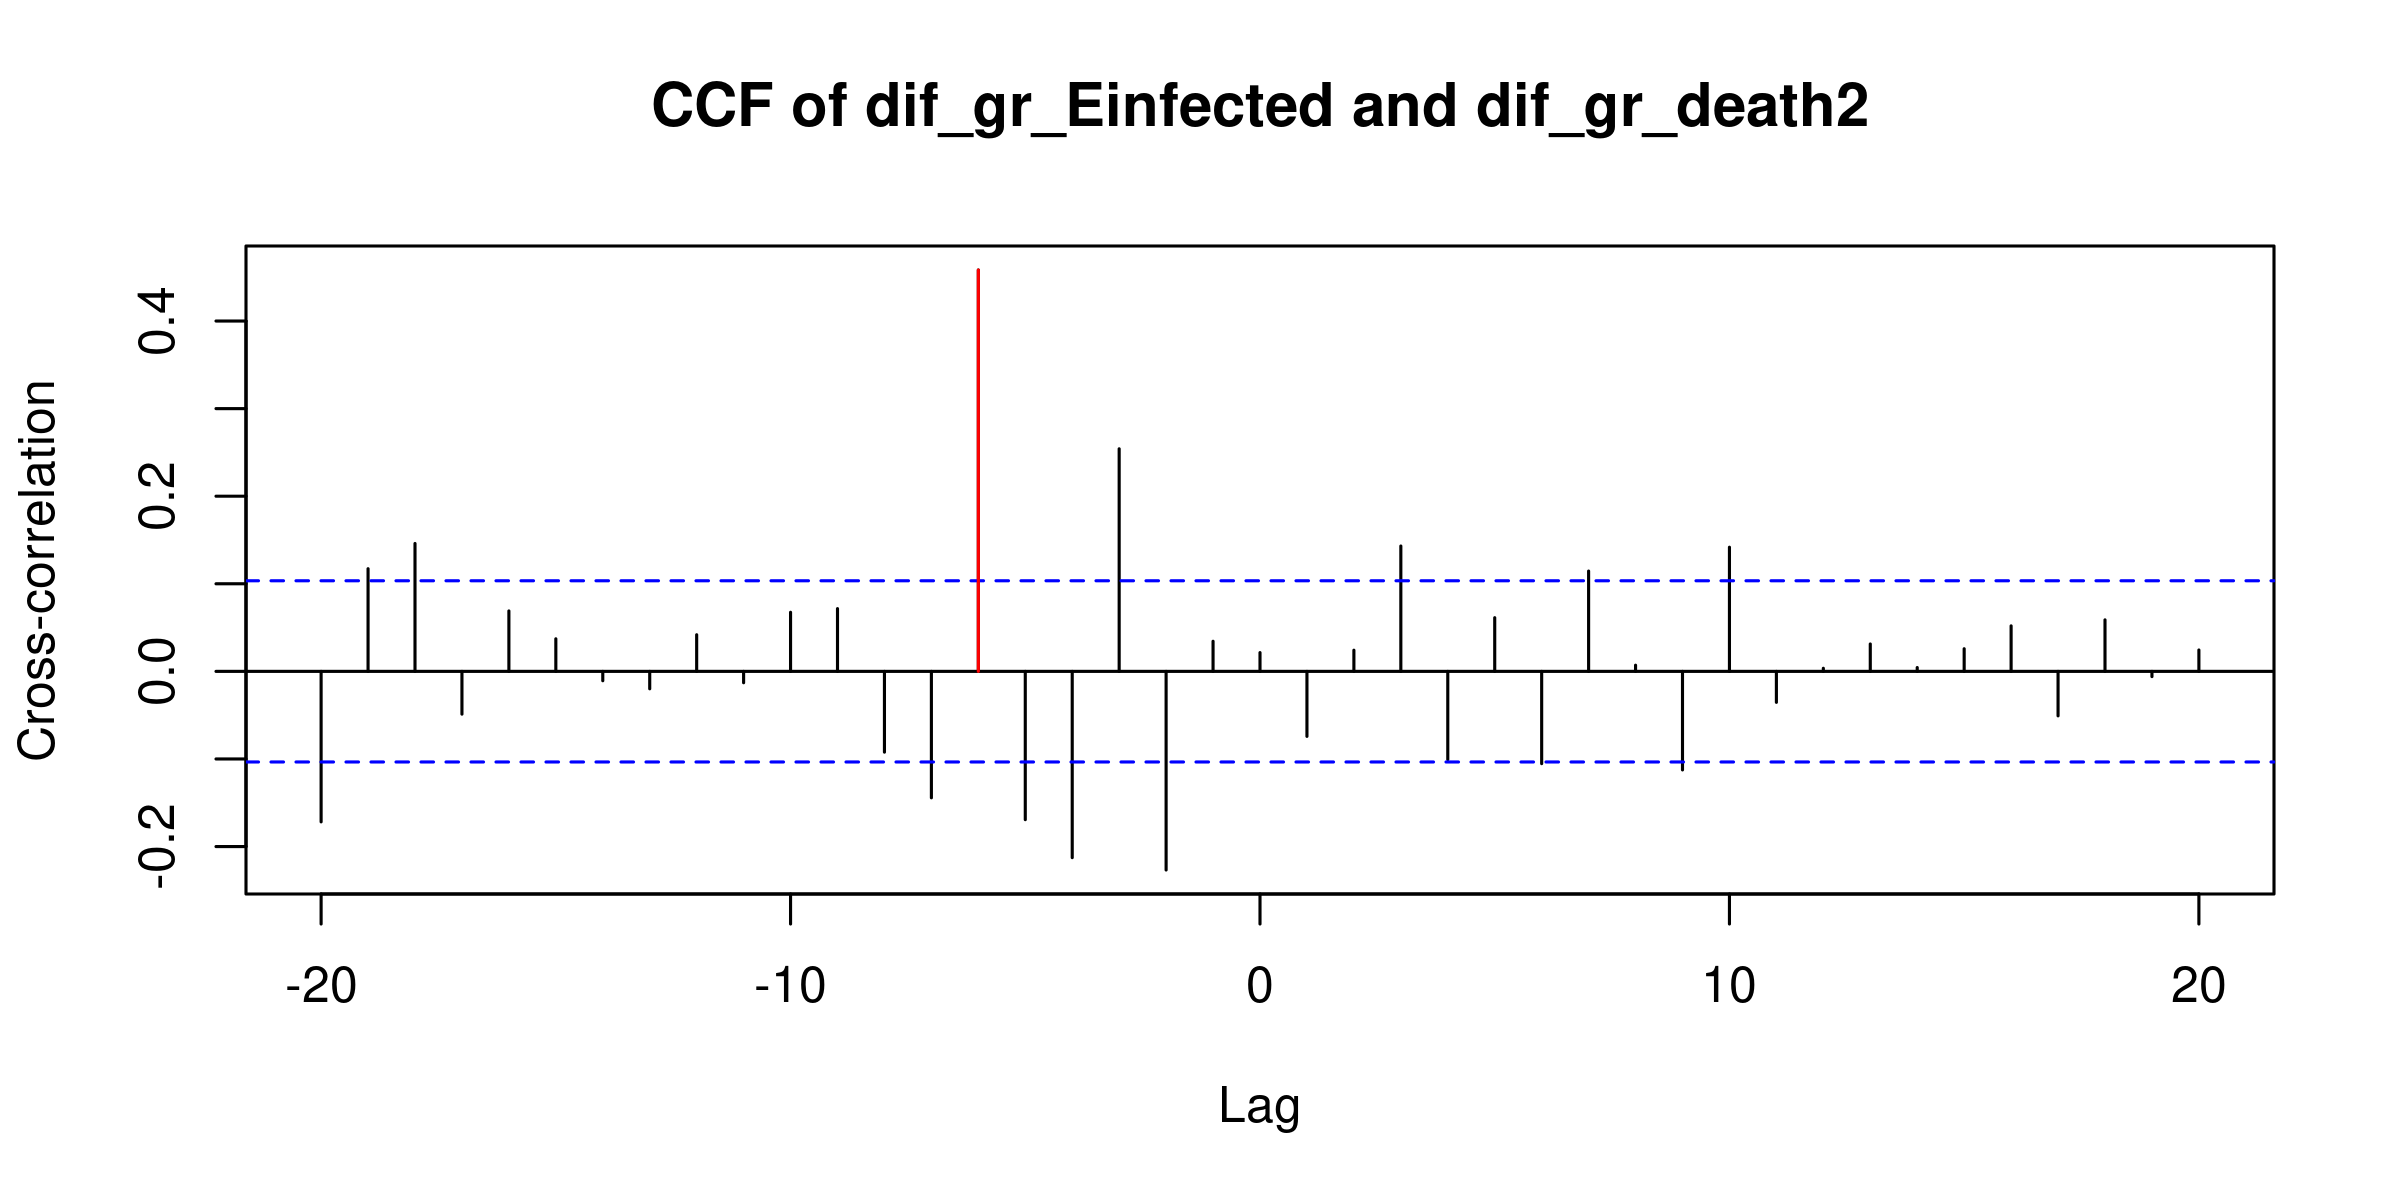 CCF of dif_gr_Einfected and dif_gr_death2
Cross-correlation
0.4
0.2
0.0
-0.2
-20 -10 0 10 20
Lag